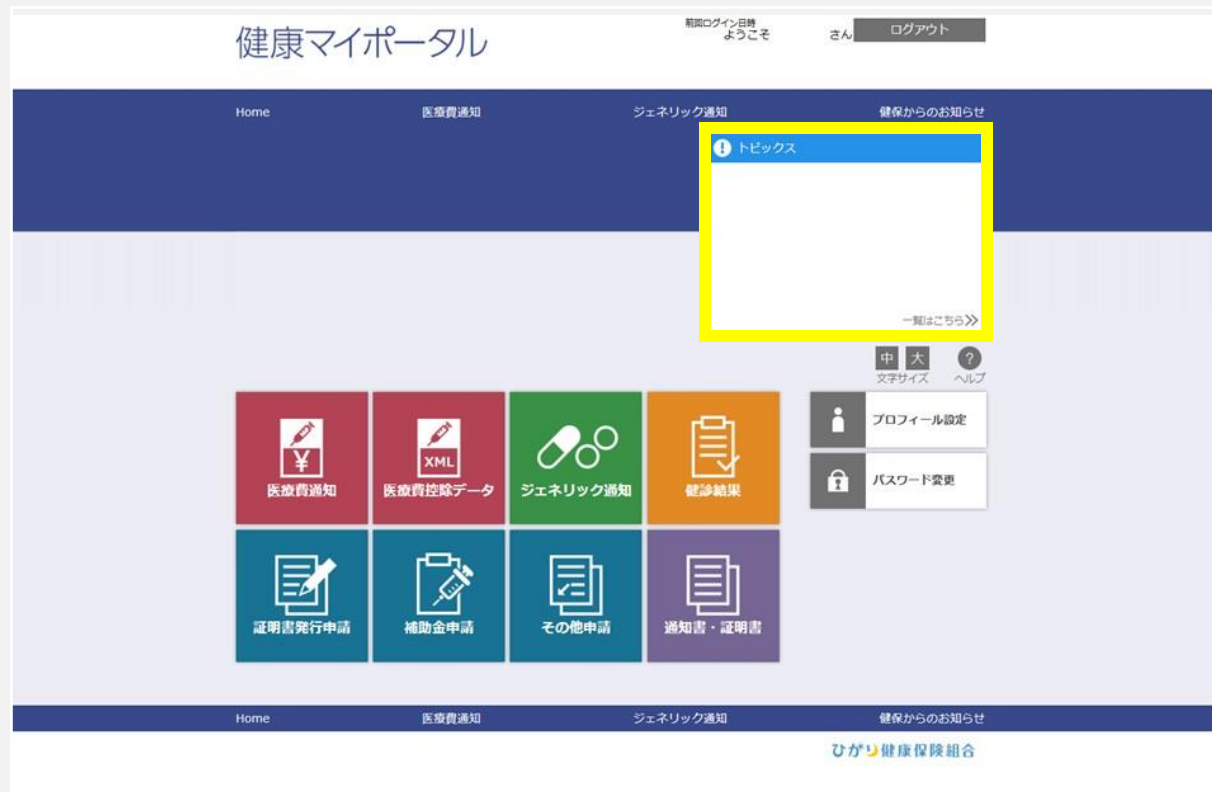 健康マイポータル
前回ログイン日時
ようこそ さん
ログアウト
Home 医療費通知 ジェネリック通知 健保からのお知らせ
トピックス
一覧はこちら
中 大 ?
文字サイズ ヘルプ
¥ XML
医療費通知 医療費控除データ ジェネリック通知 健診結果
プロフィール設定
パスワード変更
証明書発行申請 補助金申請 その他申請 通知書・証明書
Home 医療費通知 ジェネリック通知 健保からのお知らせ
ひかり健康保険組合